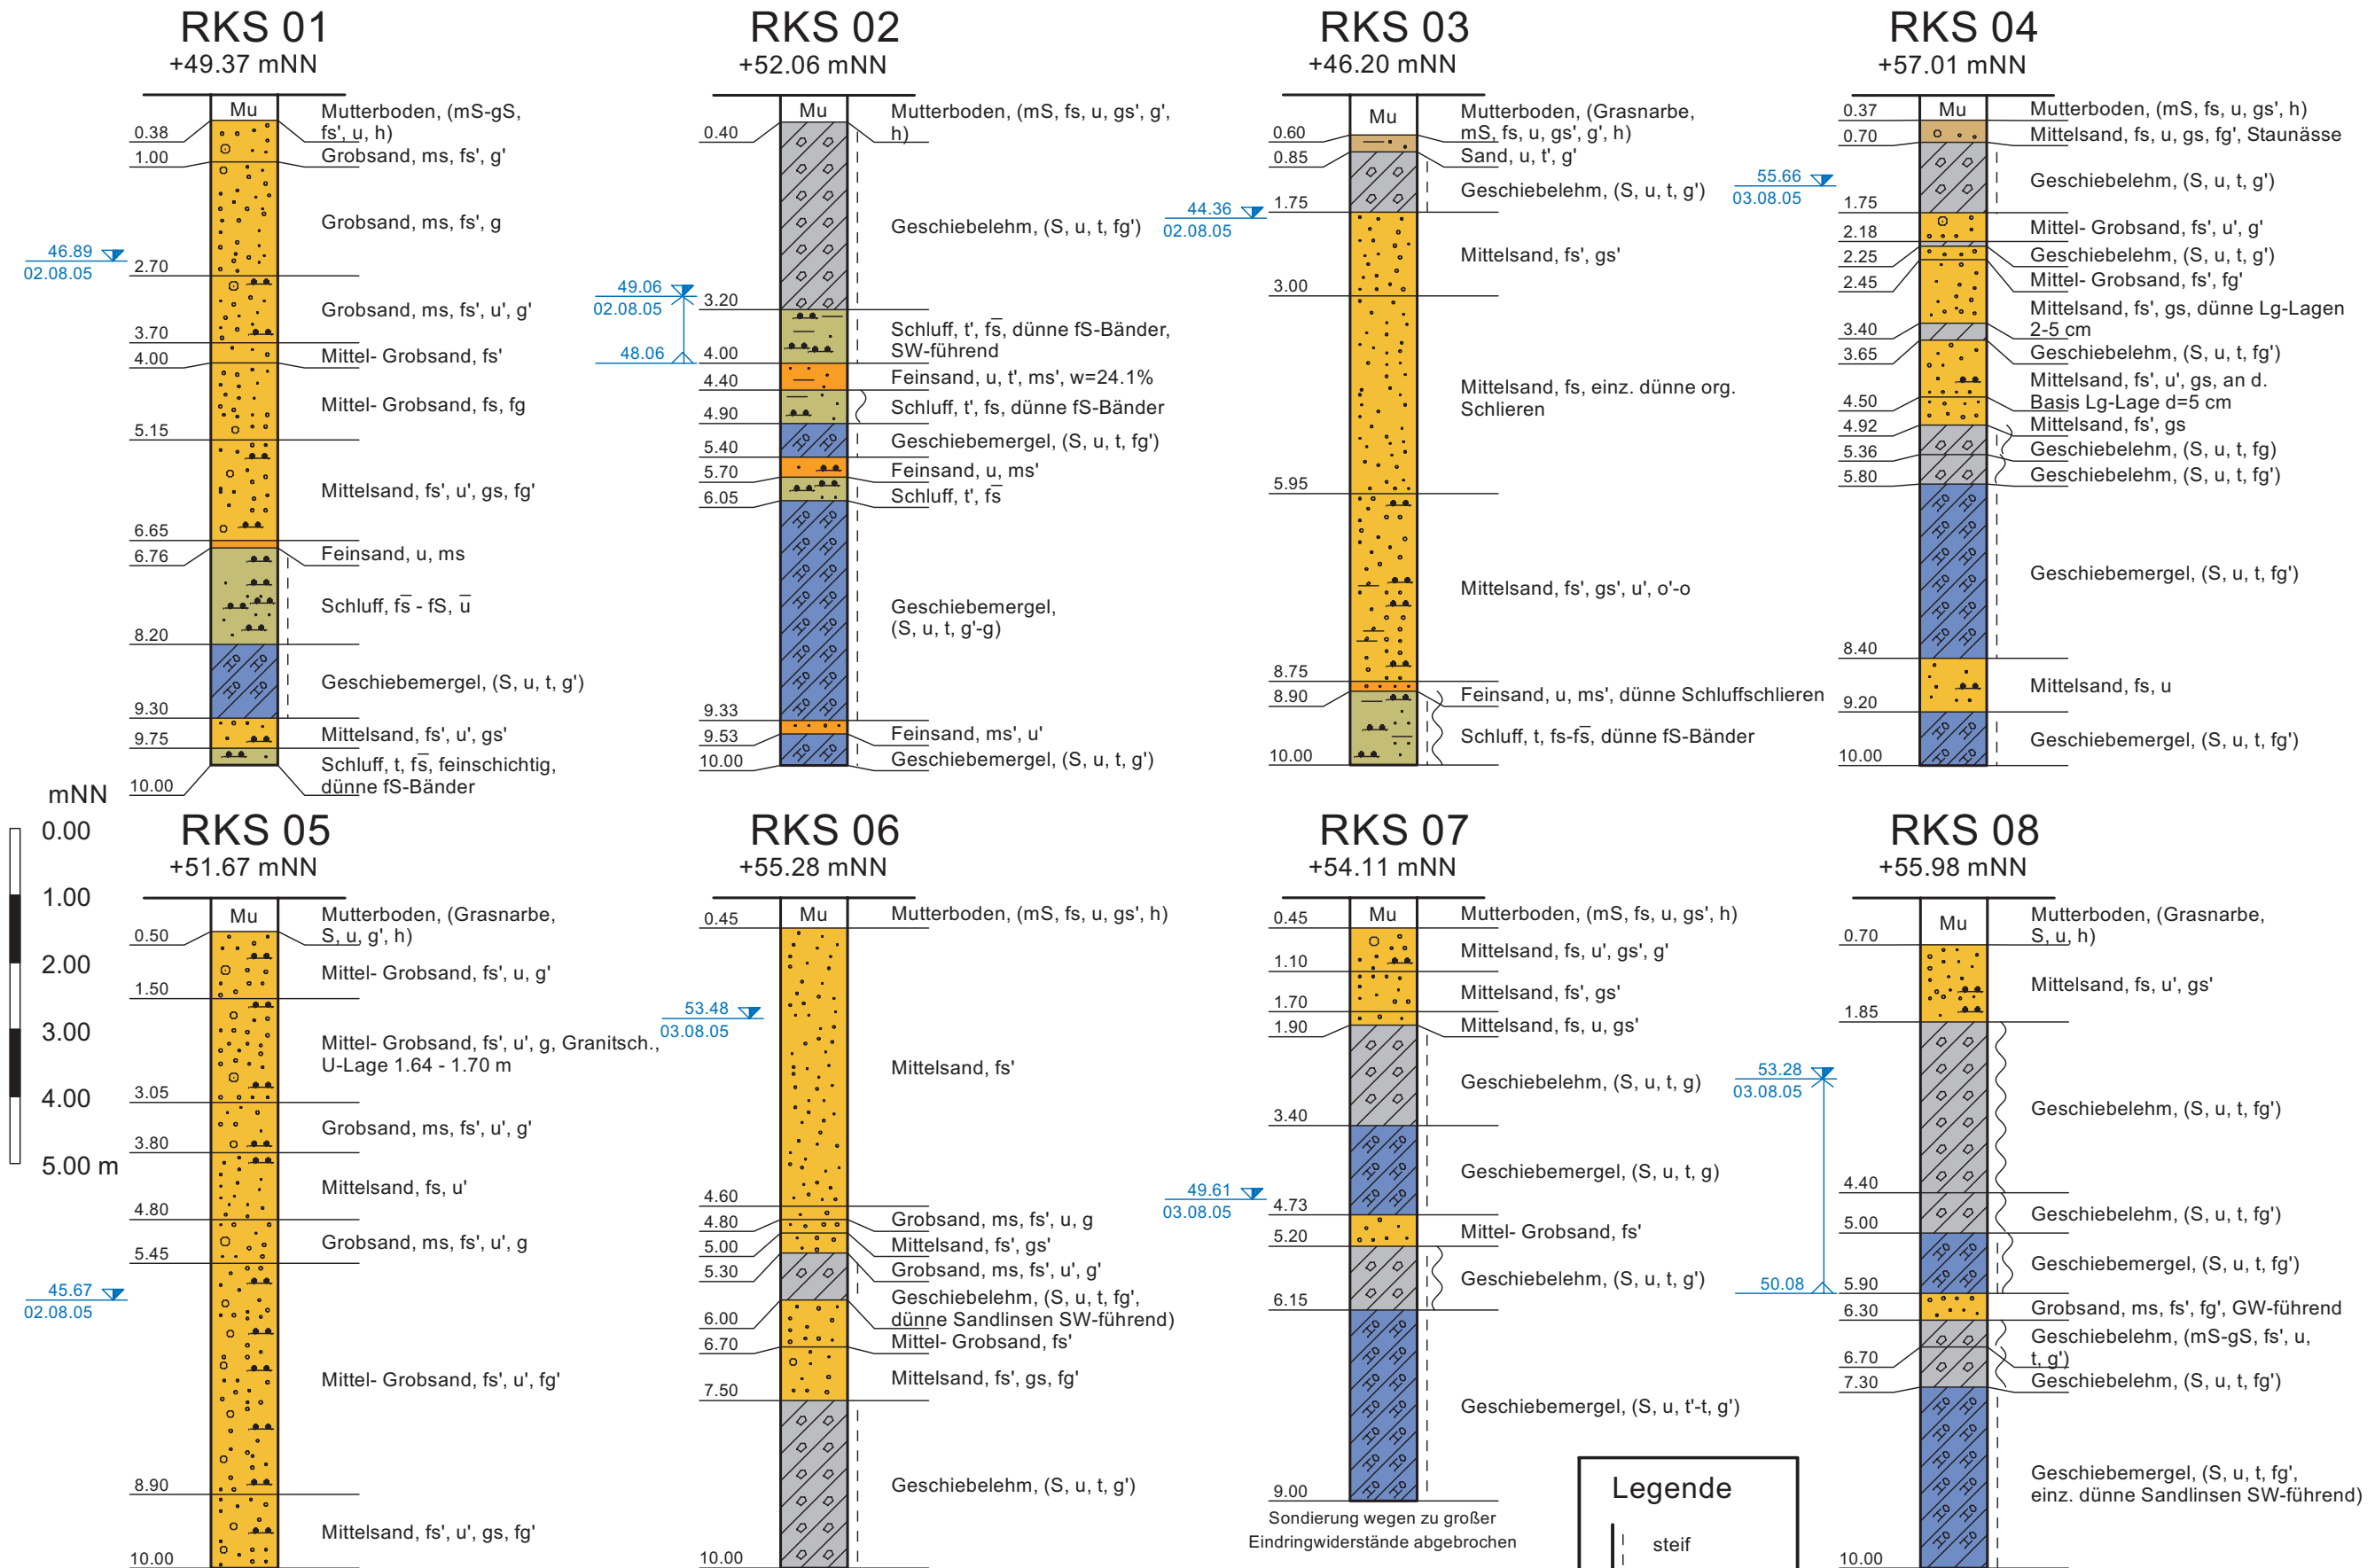 RKS 01
+49.37 mNN
Mu
Mutterboden, (mS-gS,
fs', u, h)
0.38
Grobsand, ms, fs', g'
1.00
Grobsand, ms, fs', g
46.89
02.08.05
2.70
Grobsand, ms, fs', u', g'
3.70
Mittel- Grobsand, fs'
4.00
Mittel- Grobsand, fs, fg
5.15
Mittelsand, fs', u', gs, fg'
6.65
Feinsand, u, ms
6.76
Schluff, fs̅ - fS, u̅
8.20
Geschiebemergel, (S, u, t, g')
9.30
Mittelsand, fs', u', gs'
9.75
Schluff, t, fs̅, feinschichtig,
dünne fS-Bänder
10.00
RKS 02
+52.06 mNN
Mu
Mutterboden, (mS, fs, u, gs', g',
h)
0.40
Geschiebelehm, (S, u, t, fg')
49.06
02.08.05
3.20
Schluff, t', fs̅, dünne fS-Bänder,
SW-führend
48.06
4.00
Feinsand, u, t', ms', w=24.1%
4.40
Schluff, t', fs, dünne fS-Bänder
4.90
Geschiebemergel, (S, u, t, fg')
5.40
Feinsand, u, ms'
5.70
Schluff, t', fs̅
6.05
Geschiebemergel,
(S, u, t, g'-g)
9.33
Feinsand, ms', u'
9.53
Geschiebemergel, (S, u, t, g')
10.00
RKS 03
+46.20 mNN
Mu
Mutterboden, (Grasnarbe,
mS, fs, u, gs', g', h)
0.60
Sand, u, t', g'
0.85
Geschiebelehm, (S, u, t, g')
1.75
44.36
02.08.05
Mittelsand, fs', gs'
3.00
Mittelsand, fs, einz. dünne org.
Schlieren
5.95
Mittelsand, fs', gs', u', o'-o
8.75
Feinsand, u, ms', dünne Schluffschlieren
8.90
Schluff, t, fs-fs̅, dünne fS-Bänder
10.00
RKS 04
+57.01 mNN
Mu
0.37
Mutterboden, (mS, fs, u, gs', h)
0.70
Mittelsand, fs, u, gs, fg', Staunässe
55.66
03.08.05
Geschiebelehm, (S, u, t, g')
1.75
Mittel- Grobsand, fs', u', g'
2.18
Geschiebelehm, (S, u, t, g')
2.25
Mittel- Grobsand, fs', fg'
2.45
Mittelsand, fs', gs, dünne Lg-Lagen
2-5 cm
3.40
Geschiebelehm, (S, u, t, fg')
3.65
Mittelsand, fs', u', gs, an d.
Basis Lg-Lage d=5 cm
4.50
Mittelsand, fs', gs
4.92
Geschiebelehm, (S, u, t, fg)
5.36
Geschiebelehm, (S, u, t, fg')
5.80
Geschiebemergel, (S, u, t, fg')
8.40
Mittelsand, fs, u
9.20
Geschiebemergel, (S, u, t, fg')
10.00
mNN
0.00
1.00
2.00
3.00
4.00
5.00 m
RKS 05
+51.67 mNN
Mu
Mutterboden, (Grasnarbe,
S, u, g', h)
0.50
Mittel- Grobsand, fs', u, g'
1.50
Mittel- Grobsand, fs', u', g, Granitsch.,
U-Lage 1.64 - 1.70 m
3.05
Grobsand, ms, fs', u', g'
3.80
Mittelsand, fs, u'
4.80
Grobsand, ms, fs', u', g
5.45
45.67
02.08.05
Mittel- Grobsand, fs', u', fg'
8.90
Mittelsand, fs', u', gs, fg'
10.00
RKS 06
+55.28 mNN
Mu
0.45
Mutterboden, (mS, fs, u, gs', h)
53.48
03.08.05
Mittelsand, fs'
4.60
Grobsand, ms, fs', u, g
4.80
Mittelsand, fs', gs'
5.00
Grobsand, ms, fs', u', g'
5.30
Geschiebelehm, (S, u, t, fg',
dünne Sandlinsen SW-führend)
6.00
Mittel- Grobsand, fs'
6.70
Mittelsand, fs', gs, fg'
7.50
Geschiebelehm, (S, u, t, g')
10.00
RKS 07
+54.11 mNN
Mu
0.45
Mutterboden, (mS, fs, u, gs', h)
Mittelsand, fs, u', gs', g'
1.10
Mittelsand, fs', gs'
1.70
Mittelsand, fs, u, gs'
1.90
Geschiebelehm, (S, u, t, g)
3.40
Geschiebemergel, (S, u, t, g)
49.61
03.08.05
4.73
Mittel- Grobsand, fs'
5.20
Geschiebelehm, (S, u, t, g')
6.15
Geschiebemergel, (S, u, t'-t, g')
9.00
Sondierung wegen zu großer
Eindringwiderstände abgebrochen
RKS 08
+55.98 mNN
Mu
Mutterboden, (Grasnarbe,
S, u, h)
0.70
Mittelsand, fs, u', gs'
1.85
53.28
03.08.05
Geschiebelehm, (S, u, t, fg')
4.40
Geschiebelehm, (S, u, t, fg')
5.00
Geschiebemergel, (S, u, t, fg')
50.08
5.90
Grobsand, ms, fs', fg', GW-führend
6.30
Geschiebelehm, (mS-gS, fs', u,
t, g')
6.70
Geschiebelehm, (S, u, t, fg')
7.30
Geschiebemergel, (S, u, t, fg',
einz. dünne Sandlinsen SW-führend)
10.00
Legende
steif